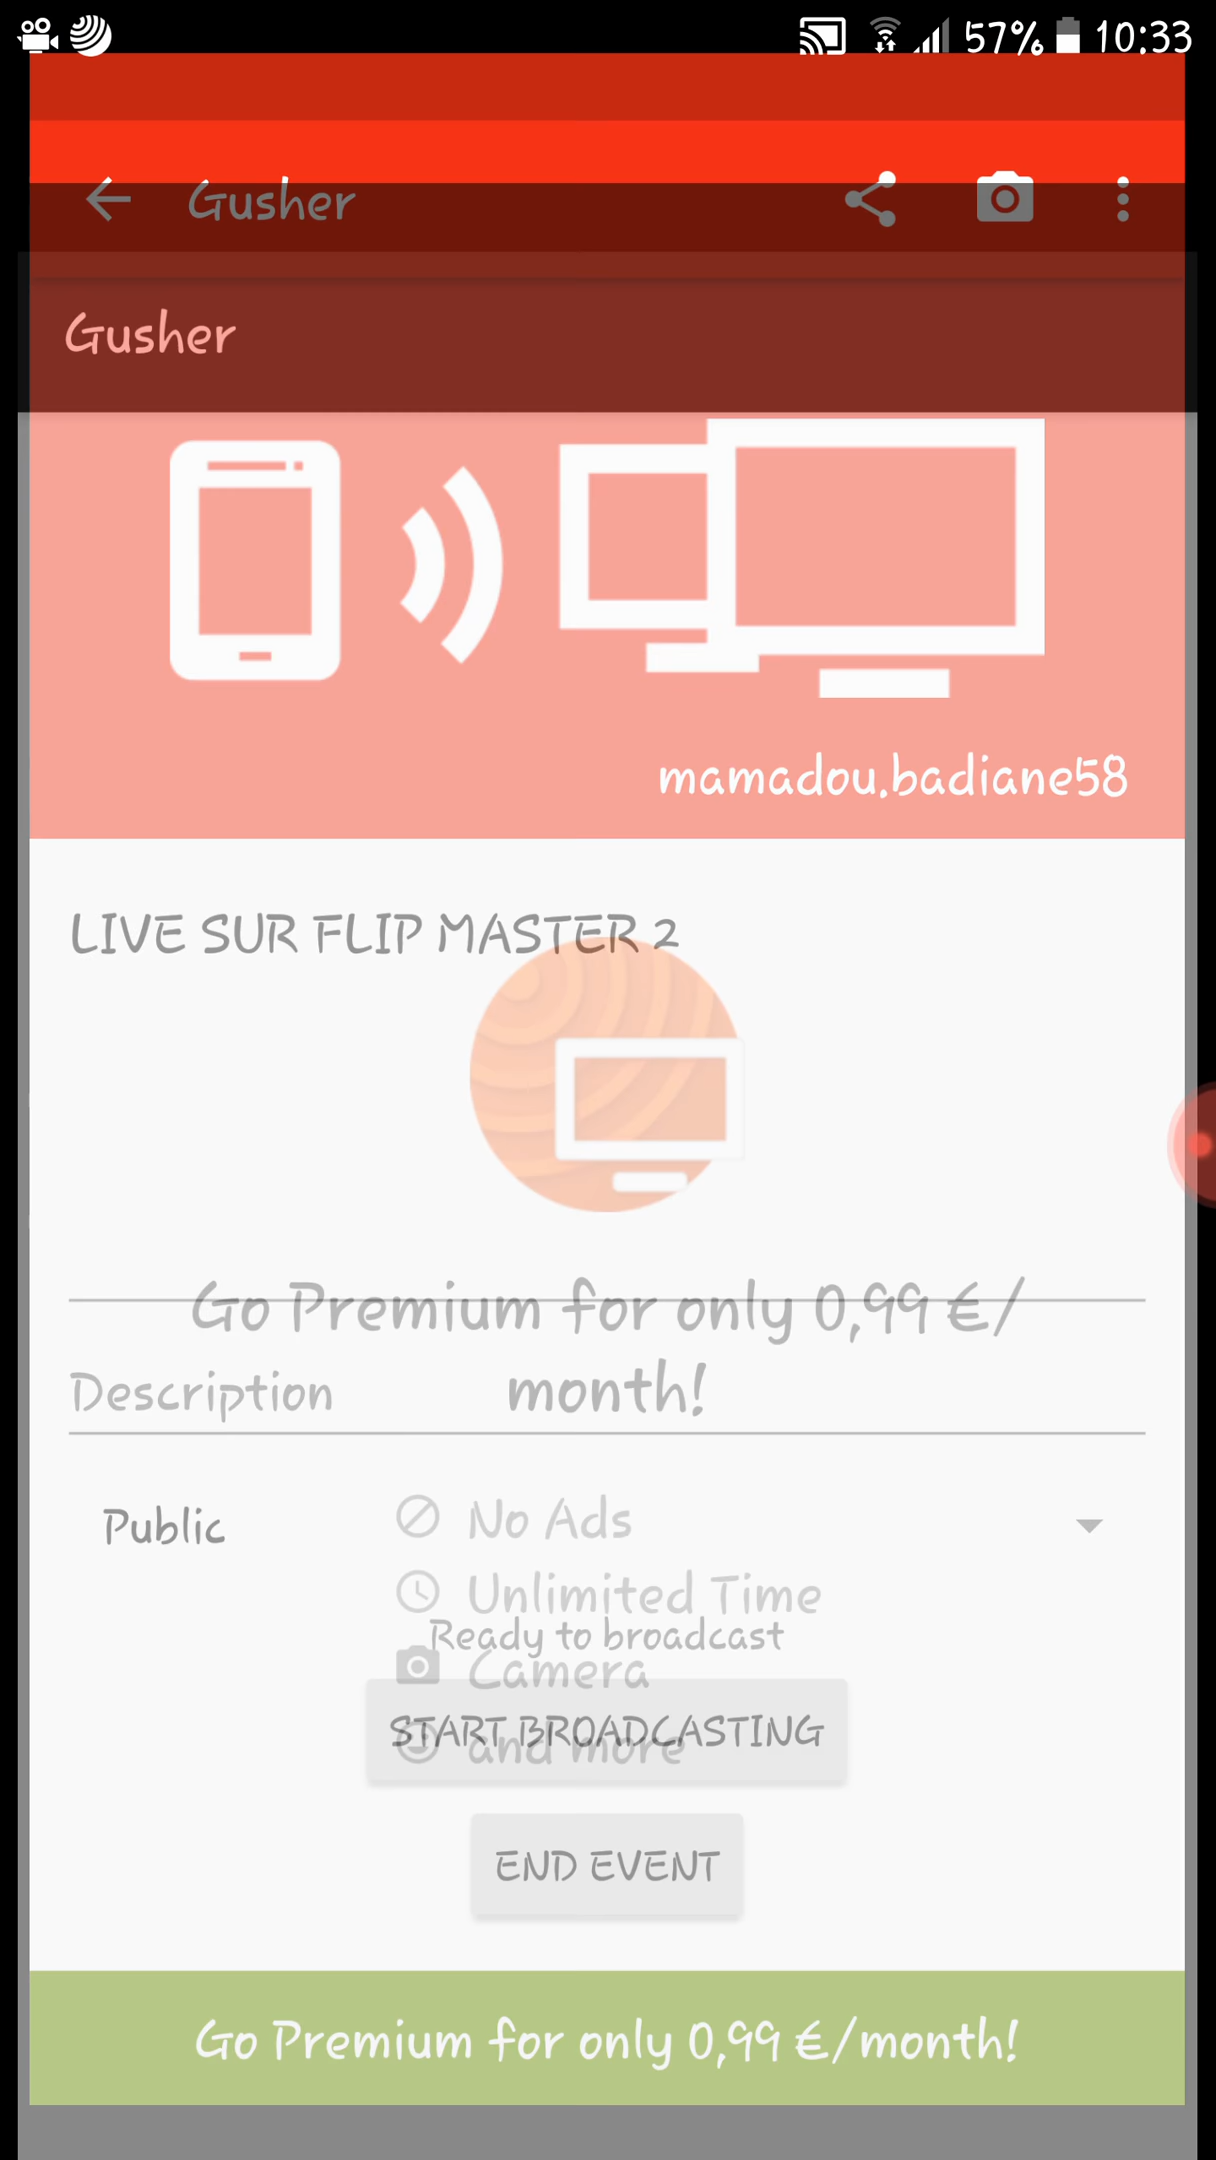 57% 10:33
Gusher
Gusher
mamadou.badiane58
LIVE SUR FLIP MASTER 2
Go Premium for only 0,99 €/
month!
Description
Public
No Ads
Unlimited Time
Ready to broadcast
Camera
START BROADCASTING
and more
END EVENT
Go Premium for only 0,99 €/month!